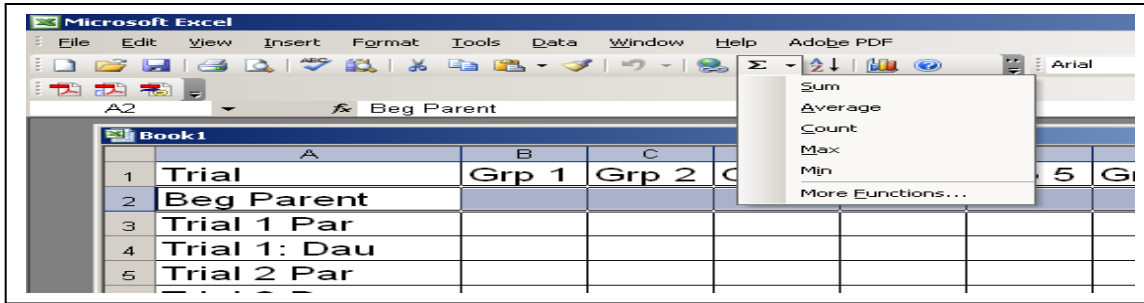 Microsoft Excel
File Edit View Insert Format Tools Data Window Help Adobe PDF
ABC Σ Arial
A2 fx Beg Parent
Sum
Average
Count
Max
Min
More Functions...
Book1
A B C
1 Trial Grp 1 Grp 2 5
2 Beg Parent
3 Trial 1 Par
4 Trial 1: Dau
5 Trial 2 Par